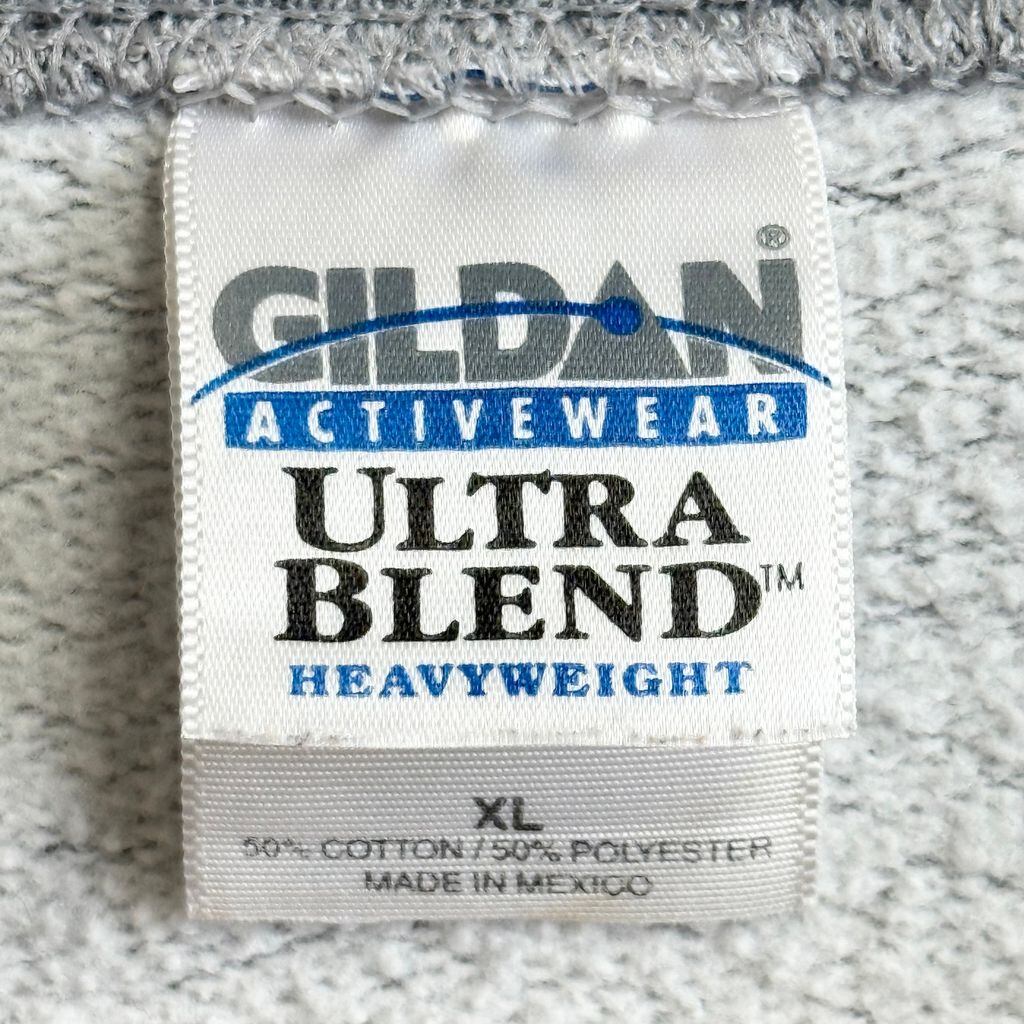 GILDAN®
ACTIVEWEAR
ULTRA
BLEND™
HEAVYWEIGHT
XL
50% COTTON / 50% POLYESTER
MADE IN MEXICO